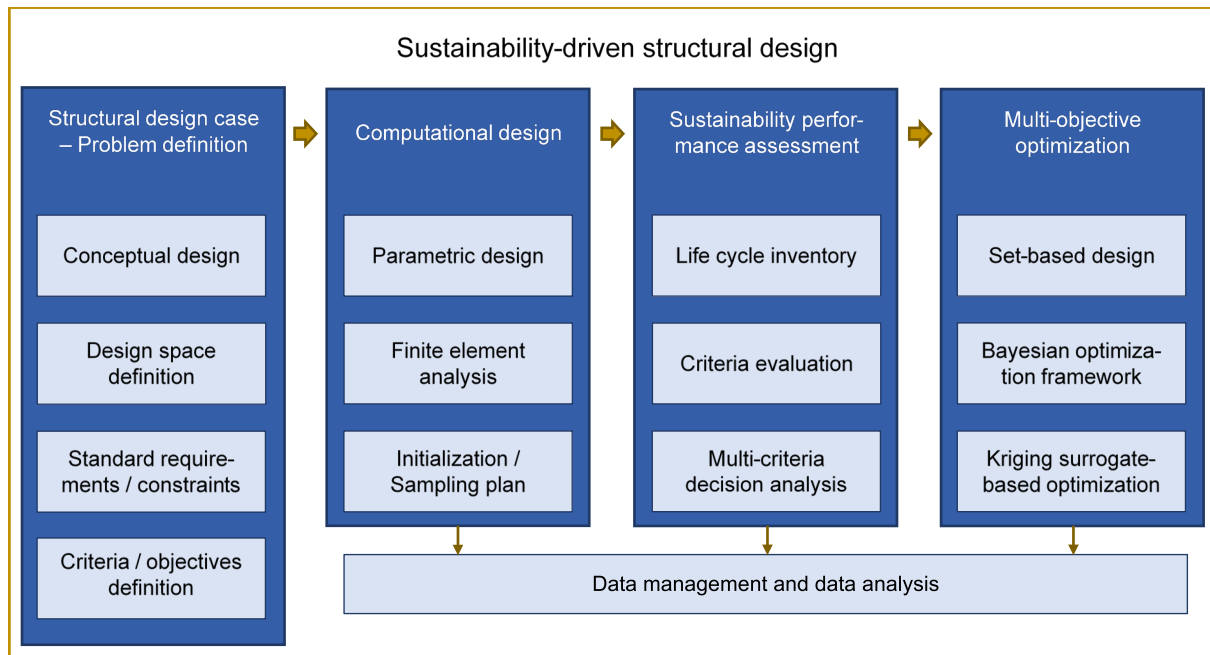 Sustainability-driven structural design
Structural design case
– Problem definition
Conceptual design
Design space
definition
Standard require-
ments / constraints
Criteria / objectives
definition
Computational design
Parametric design
Finite element
analysis
Initialization /
Sampling plan
Sustainability perfor-
mance assessment
Life cycle inventory
Criteria evaluation
Multi-criteria
decision analysis
Multi-objective
optimization
Set-based design
Bayesian optimiza-
tion framework
Kriging surrogate-
based optimization
Data management and data analysis